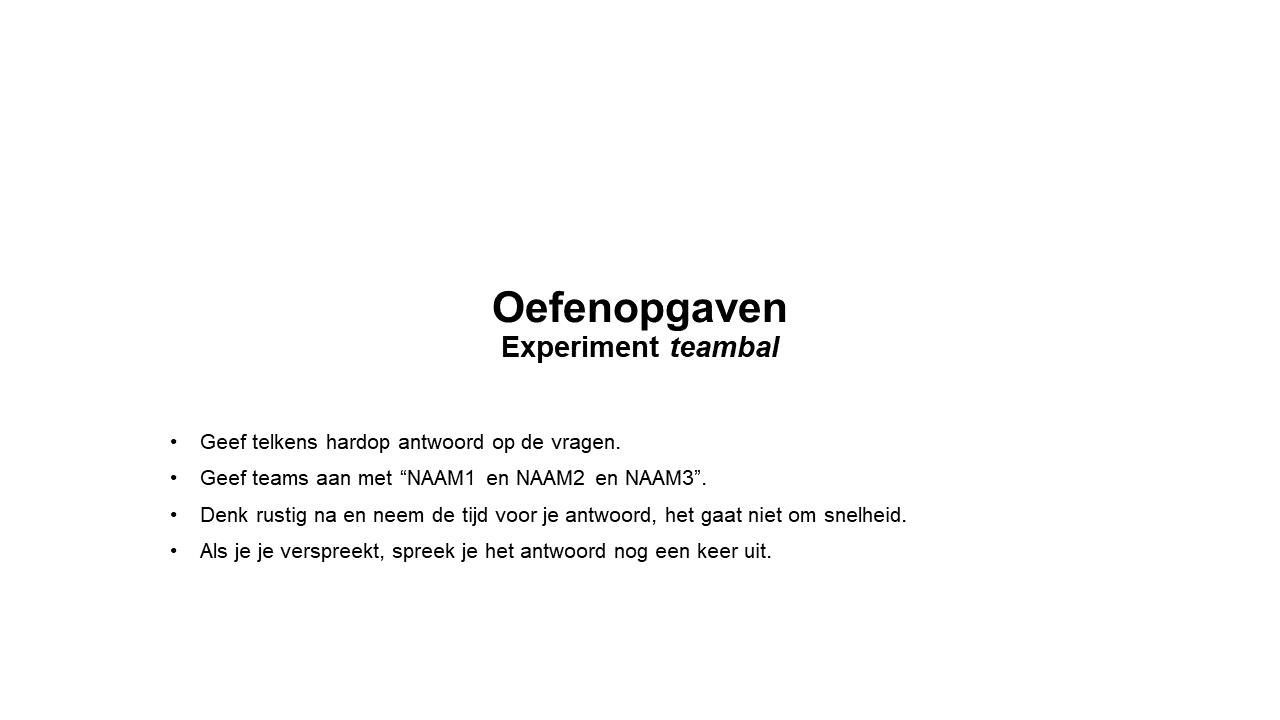 Oefenopgaven
Experiment teambal
• Geef telkens hardop antwoord op de vragen.
• Geef teams aan met “NAAM1 en NAAM2 en NAAM3”.
• Denk rustig na en neem de tijd voor je antwoord, het gaat niet om snelheid.
• Als je je verspreekt, spreek je het antwoord nog een keer uit.